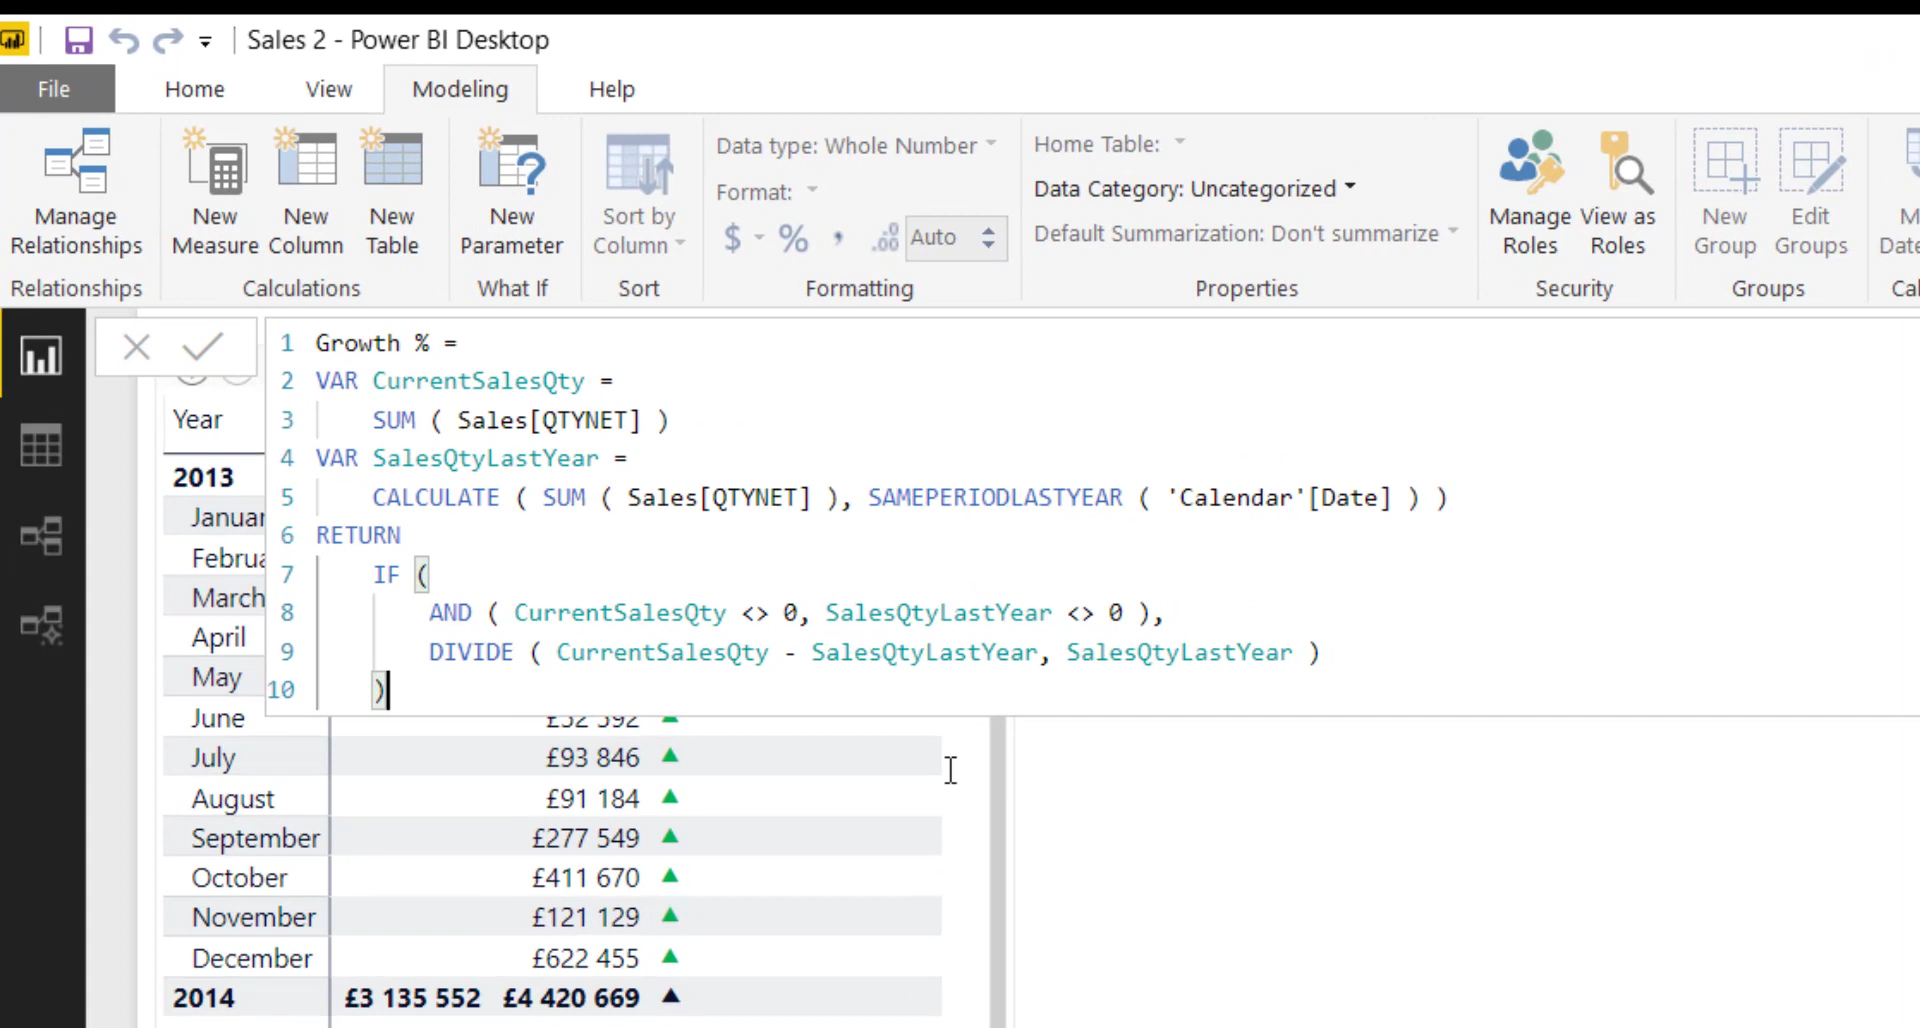 Sales 2 - Power BI Desktop
File Home View Modeling Help
Manage Relationships
New Measure
New Column
New Table
New Parameter
Sort by Column
Data type: Whole Number
Format:
$ % , .00 Auto
Home Table:
Data Category: Uncategorized
Default Summarization: Don't summarize
Manage Roles
View as Roles
New Group
Edit Groups
Relationships Calculations What If Sort Formatting Properties Security Groups
1 Growth % =
2 VAR CurrentSalesQty =
3 SUM ( Sales[QTYNET] )
4 VAR SalesQtyLastYear =
5 CALCULATE ( SUM ( Sales[QTYNET] ), SAMEPERIODLASTYEAR ( 'Calendar'[Date] ) )
6 RETURN
7 IF (
8 AND ( CurrentSalesQty <> 0, SalesQtyLastYear <> 0 ),
9 DIVIDE ( CurrentSalesQty - SalesQtyLastYear, SalesQtyLastYear )
10 )
Year
2013
Januar
Februa
March
April
May
June £52 592
July £93 846
August £91 184
September £277 549
October £411 670
November £121 129
December £622 455
2014 £3 135 552 £4 420 669